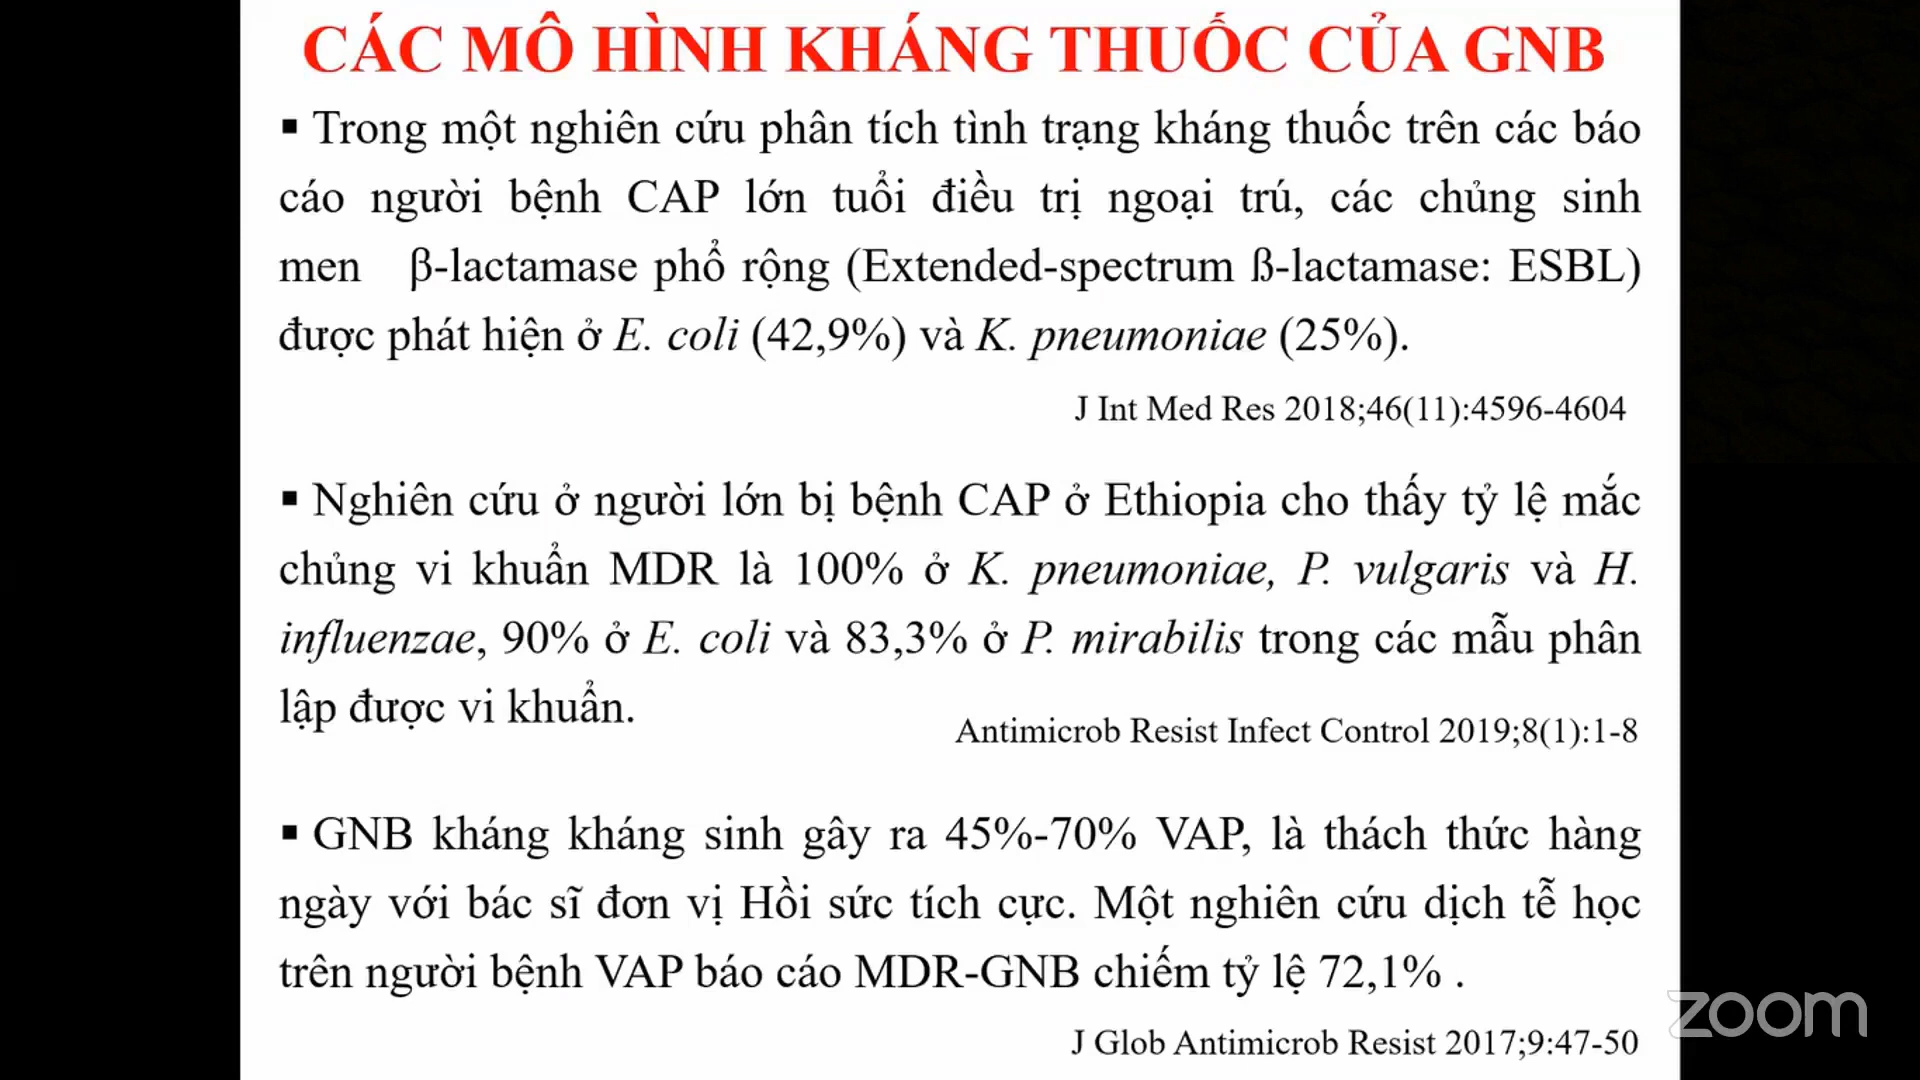 CÁC MÔ HÌNH KHÁNG THUỐC CỦA GNB
▪ Trong một nghiên cứu phân tích tình trạng kháng thuốc trên các báo
cáo người bệnh CAP lớn tuổi điều trị ngoại trú, các chủng sinh
men β-lactamase phổ rộng (Extended-spectrum ß-lactamase: ESBL)
được phát hiện ở E. coli (42,9%) và K. pneumoniae (25%).
J Int Med Res 2018;46(11):4596-4604
▪ Nghiên cứu ở người lớn bị bệnh CAP ở Ethiopia cho thấy tỷ lệ mắc
chủng vi khuẩn MDR là 100% ở K. pneumoniae, P. vulgaris và H.
influenzae, 90% ở E. coli và 83,3% ở P. mirabilis trong các mẫu phân
lập được vi khuẩn.
Antimicrob Resist Infect Control 2019;8(1):1-8
▪ GNB kháng kháng sinh gây ra 45%-70% VAP, là thách thức hàng
ngày với bác sĩ đơn vị Hồi sức tích cực. Một nghiên cứu dịch tễ học
trên người bệnh VAP báo cáo MDR-GNB chiếm tỷ lệ 72,1% .
J Glob Antimicrob Resist 2017;9:47-50
zoom